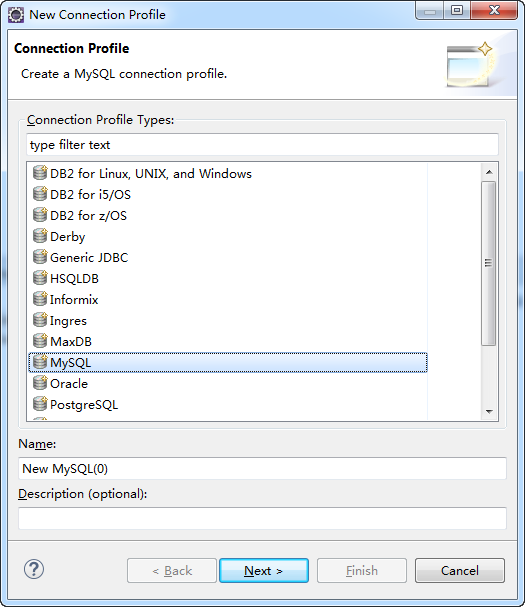 New Connection Profile
Connection Profile
Create a MySQL connection profile.
Connection Profile Types:
type filter text
DB2 for Linux, UNIX, and Windows
DB2 for i5/OS
DB2 for z/OS
Derby
Generic JDBC
HSQLDB
Informix
Ingres
MaxDB
MySQL
Oracle
PostgreSQL
Name:
New MySQL(0)
Description (optional):
? < Back Next > Finish Cancel